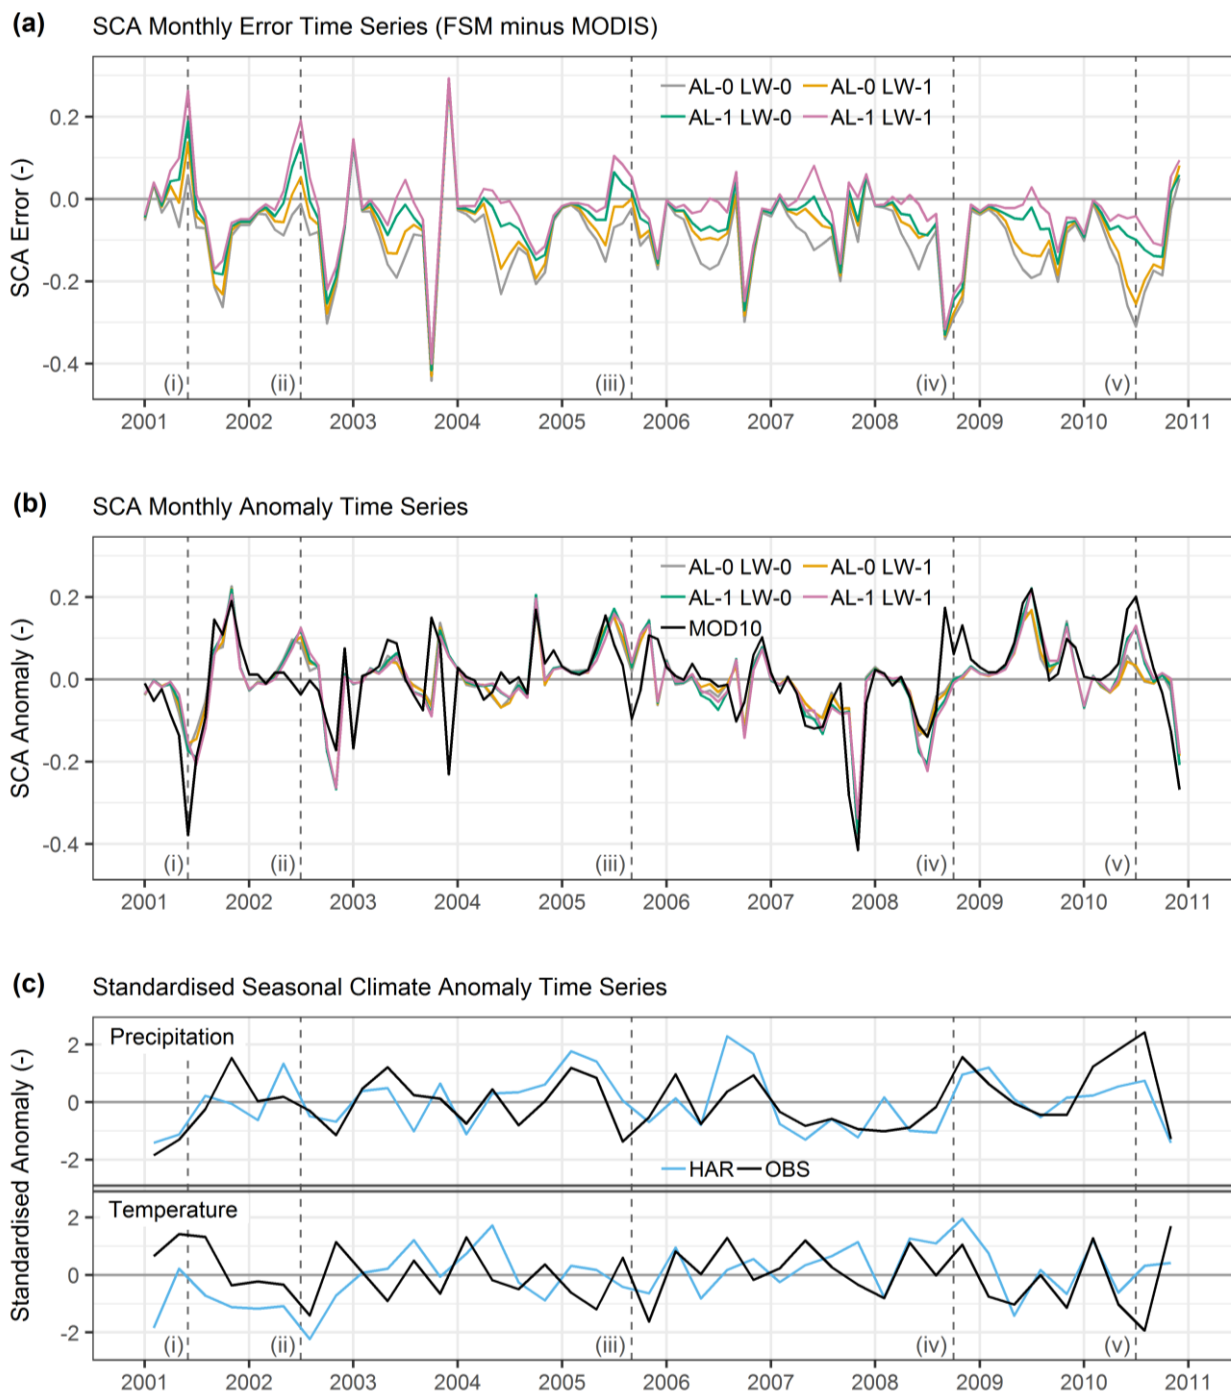 (a) SCA Monthly Error Time Series (FSM minus MODIS)
SCA Error (-)
0.2
0.0
-0.2
-0.4
AL-0 LW-0 AL-0 LW-1
AL-1 LW-0 AL-1 LW-1
(i) (ii) (iii) (iv) (v)
2001 2002 2003 2004 2005 2006 2007 2008 2009 2010 2011
(b) SCA Monthly Anomaly Time Series
SCA Anomaly (-)
0.2
0.0
-0.2
-0.4
AL-0 LW-0 AL-0 LW-1
AL-1 LW-0 AL-1 LW-1
MOD10
(i) (ii) (iii) (iv) (v)
2001 2002 2003 2004 2005 2006 2007 2008 2009 2010 2011
(c) Standardised Seasonal Climate Anomaly Time Series
Standardised Anomaly (-)
Precipitation
2
0
-2
HAR OBS
Temperature
2
0
-2
(i) (ii) (iii) (iv) (v)
2001 2002 2003 2004 2005 2006 2007 2008 2009 2010 2011